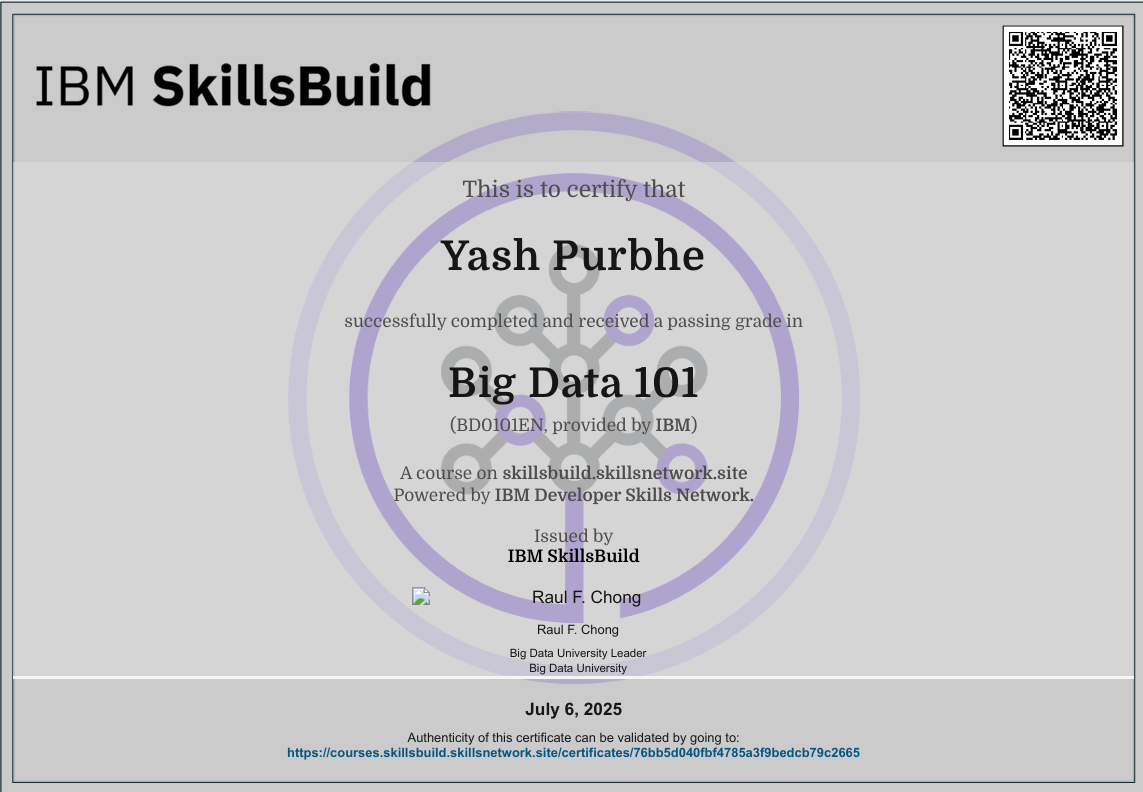 IBM SkillsBuild
This is to certify that
Yash Purbhe
successfully completed and received a passing grade in
Big Data 101
(BD0101EN, provided by IBM)
A course on skillsbuild.skillsnetwork.site
Powered by IBM Developer Skills Network.
Issued by
IBM SkillsBuild
Raul F. Chong
Raul F. Chong
Big Data University Leader
Big Data University
July 6, 2025
Authenticity of this certificate can be validated by going to:
https://courses.skillsbuild.skillsnetwork.site/certificates/76bb5d040fbf4785a3f9bedcb79c2665